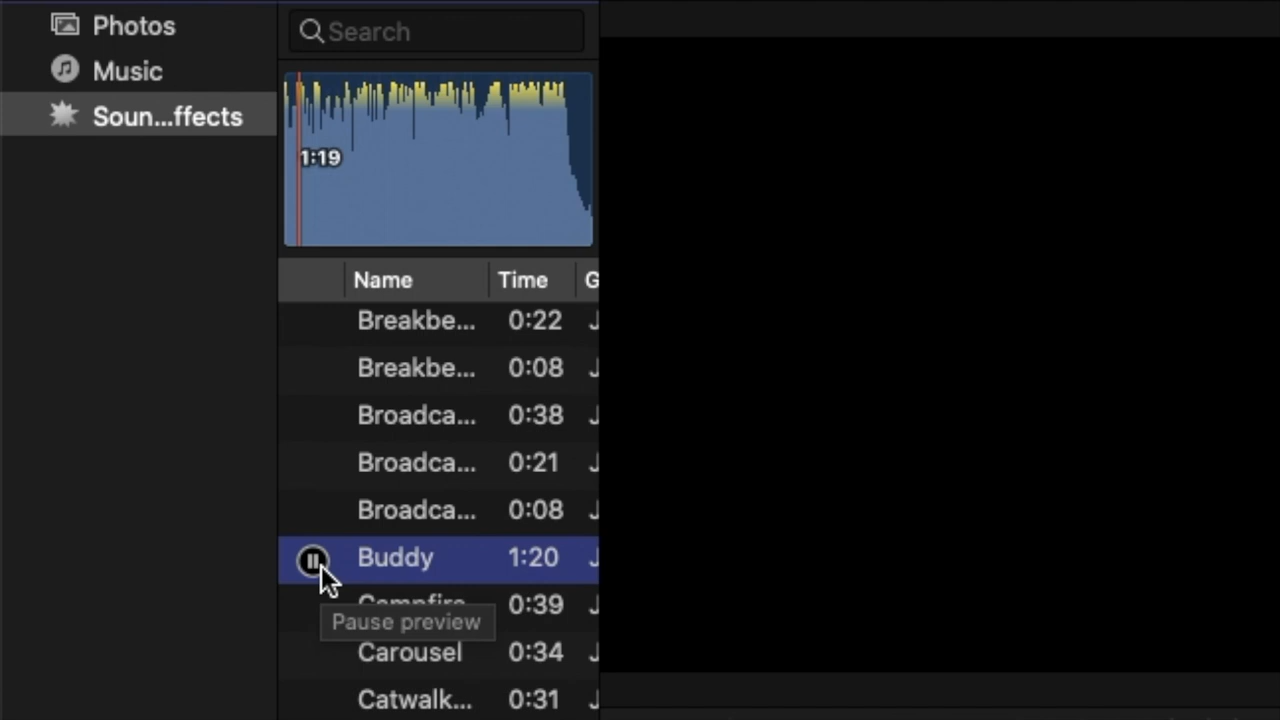 Photos
Music
Soun...ffects
Search
1:19
Name Time G
Breakbe... 0:22 J
Breakbe... 0:08 J
Broadca... 0:38 J
Broadca... 0:21 J
Broadca... 0:08 J
Buddy 1:20 J
Campfire 0:39 J
Pause preview
Carousel 0:34 J
Catwalk... 0:31 J